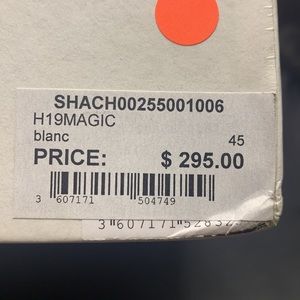 SHACH00255001006
H19MAGIC
blanc 45
PRICE: $ 295.00
3 607171 504749